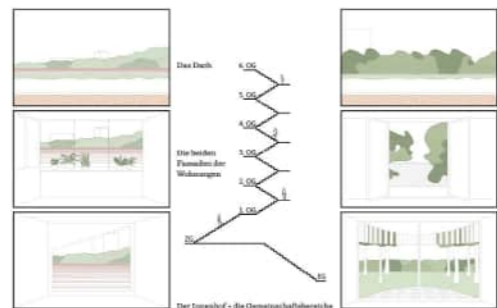 Das Dach
6. OG
5. OG
4. OG
Die beiden
Fassaden der
Wohnungen
3. OG
2. OG
1. OG
EG
EG
Der Innenhof – die Gemeinschaftsbereiche